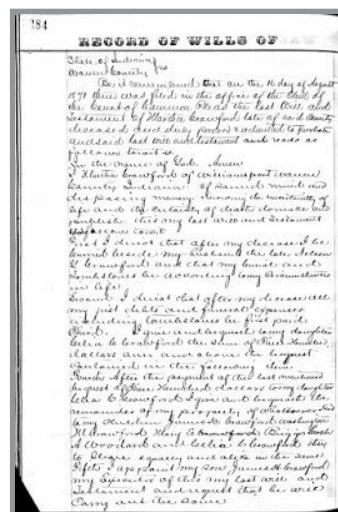 184
RECORD OF WILLS OF
State of Indiana
Warren County
Be it remembered that on the 16 day of August
1871 there was filed in the office of the Clerk of
the Court of Common Pleas the last Will and
Testament of Crawford late of said County
deceased and duly proved & admitted to probate
and said last will and testament and reads as
follows to wit
In the Name of God Amen
I Crawford of Williamsport Warren
County Indiana of sound mind and
disposing memory knowing the uncertainty of
life and the certainty of death do make and
publish this my last will and Testament
as follows to wit
First I direct that after my decease I be
buried beside my husband the late Nelson
Y Crawford and that my burial and
Tombstones be according to my circumstances
in life
Second I direct that after my decease all
my just debts and funeral expenses
including tombstones be first paid
Third. I give and bequeath to my daughter
Celia C Crawford the sum of Three Hundred
dollars over and above the bequest
contained in the following item
Fourth After the payment of the last mentioned
bequest of Three Hundred dollars to my daughter
Celia C Crawford I give and bequeath the
remainder of my property of whatsoever kind
to my children James H Crawford Washington
H Crawford Mary E Crawford Sarah
A Woodard and Celia C Crawford they
to share equally and alike in the same
Fifth I appoint my son James H Crawford
my Executor of this my last will and
Testament and request that he will
Carry out the same